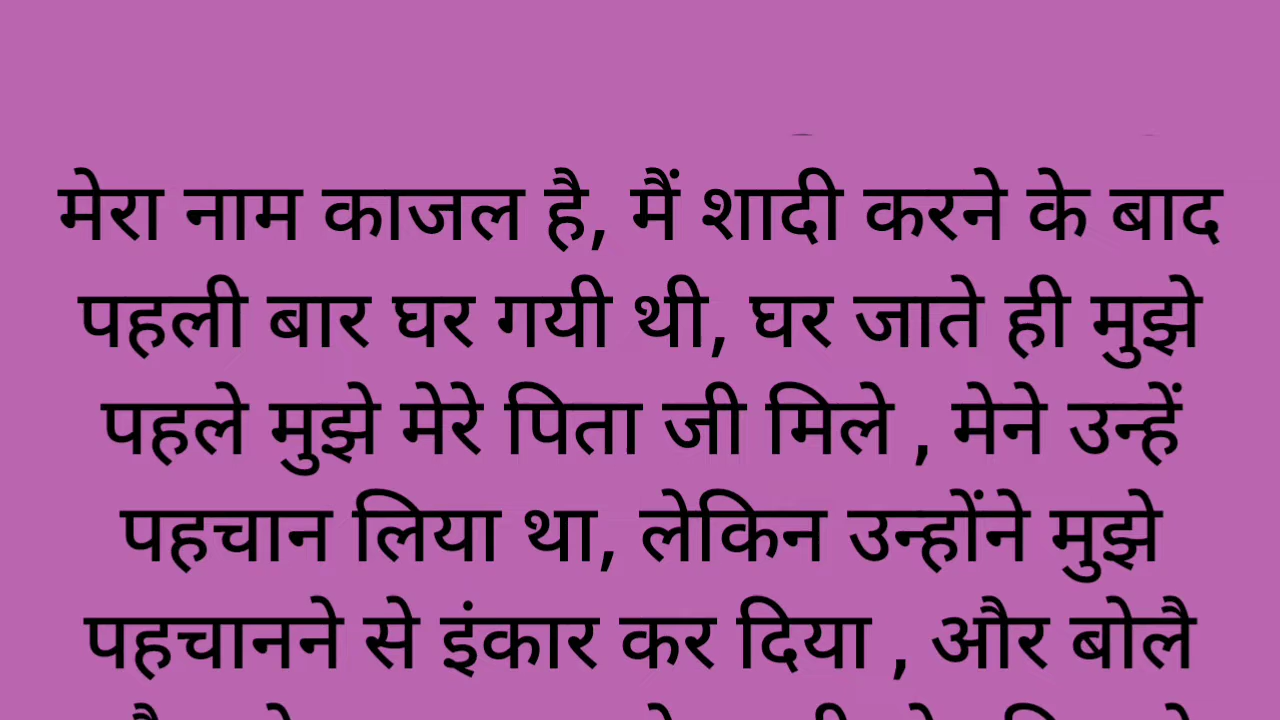 मेरा नाम काजल है, मैं शादी करने के बाद
पहली बार घर गयी थी, घर जाते ही मुझे
पहले मुझे मेरे पिता जी मिले , मेने उन्हें
पहचान लिया था, लेकिन उन्होंने मुझे
पहचानने से इंकार कर दिया , और बोलै